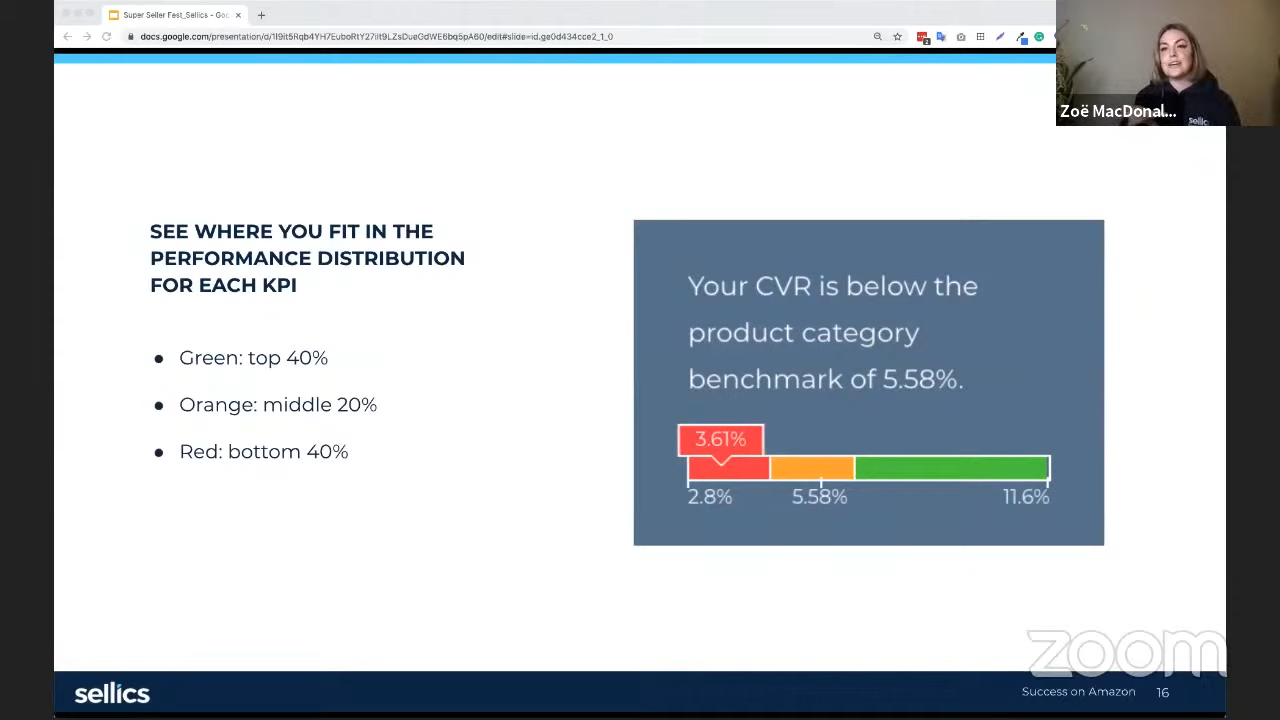 Super Seller Fest_Sellics - Goo
docs.google.com/presentation/d/1l9it5Rqb4YH7EuboRtY27iIt9LZsDueGdWE6bq5pA60/edit#slide=id.ge0d434cce2_1_0
Zoë MacDonal...
sellic
SEE WHERE YOU FIT IN THE
PERFORMANCE DISTRIBUTION
FOR EACH KPI
● Green: top 40%
● Orange: middle 20%
● Red: bottom 40%
Your CVR is below the
product category
benchmark of 5.58%.
3.61%
2.8% 5.58% 11.6%
zoom
sellics
Success on Amazon 16